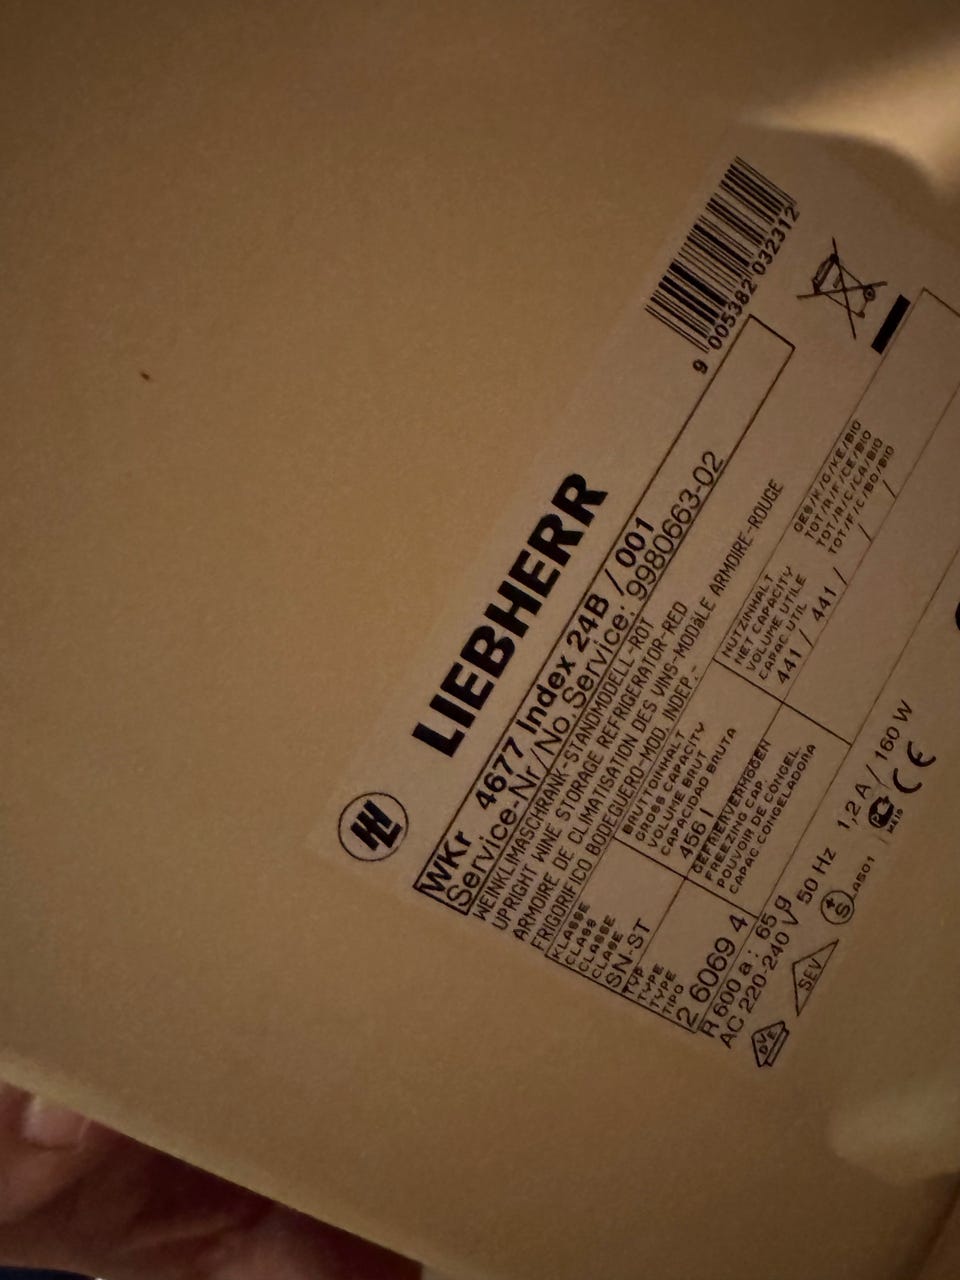 9 005382 032312
LIEBHERR
WKr 4677 Index 24B / 001
Service-Nr/No.Service: 9980663-02
WEINKLIMASCHRANK-STANDMODELL-ROT
UPRIGHT WINE STORAGE REFRIGERATOR-RED
ARMOIRE DE CLIMATISATION DES VINS-MODèLE ARMOIRE-ROUGE
FRIGORIFICO BODEGUERO-MOD. INDEP.-
KLASSE
CLASS
CLASSE
CLASE
SN-ST
BRUTTOINHALT
GROSS CAPACITY
VOLUME BRUT
CAPACIDAD BRUTA
456 l
NUTZINHALT
NET CAPACITY
VOLUME UTILE
CAPAC UTIL
441 / 441 / /
GES/K/G/KE/BIO
TOT/R/F/CE/BIO
TOT/R/C/CA/BIO
TOT/F/C/BO/BIO
TYP
TYPE
TYPE
TIPO
2 6069 4
GEFRIERVERMÖGEN
FREEZING CAP.
POUVOIR DE CONGEL.
CAPAC.CONGELADORA
R 600 a : 65 g
AC 220-240 V 50 Hz 1,2 A / 160 W
DVE
SEV
+S
AS01
PC
ME10
CE